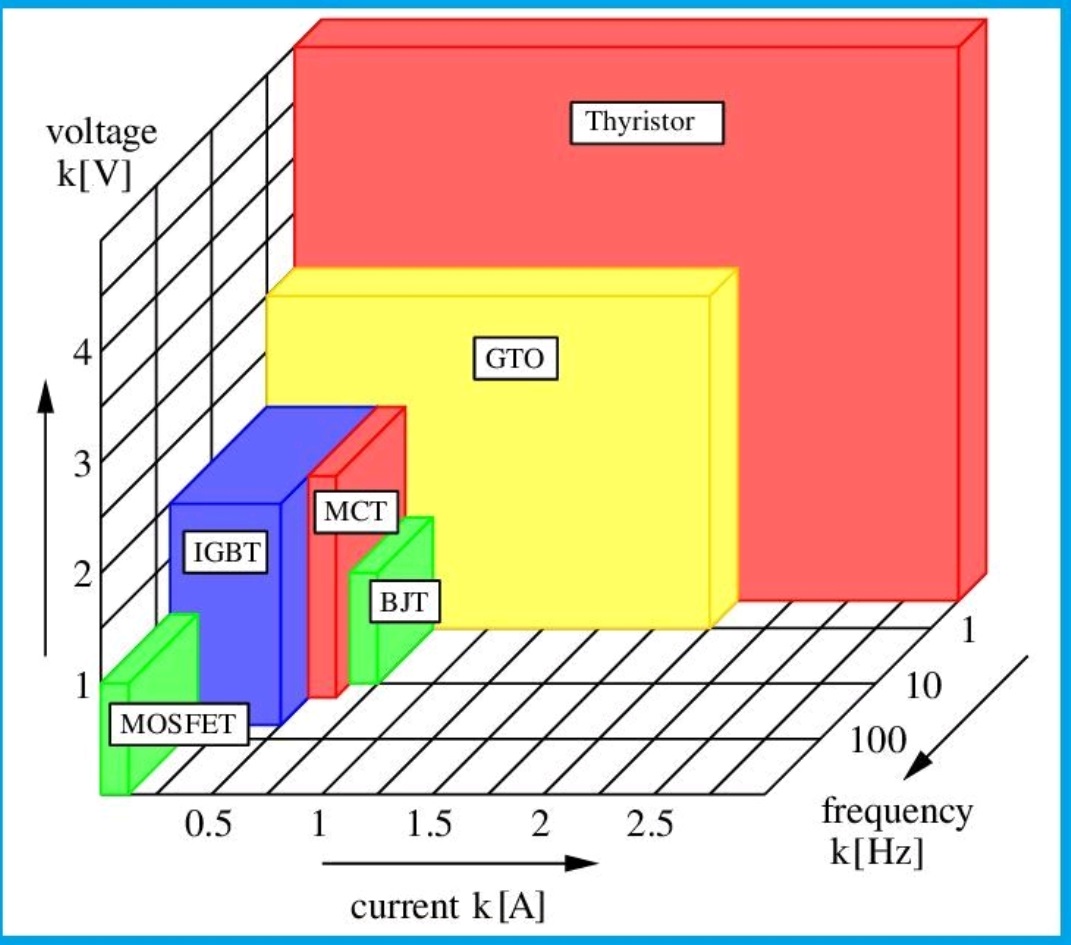 Thyristor
voltage
k[V]
GTO
4
3
MCT
IGBT
2
BJT
1
1
10
MOSFET
100
0.5
1
1.5
2
2.5
frequency
k[Hz]
current k[A]